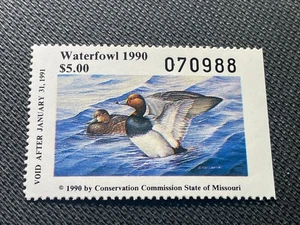 Waterfowl 1990
$5.00
070988
VOID AFTER JANUARY 31, 1991
© 1990 by Conservation Commission State of Missouri